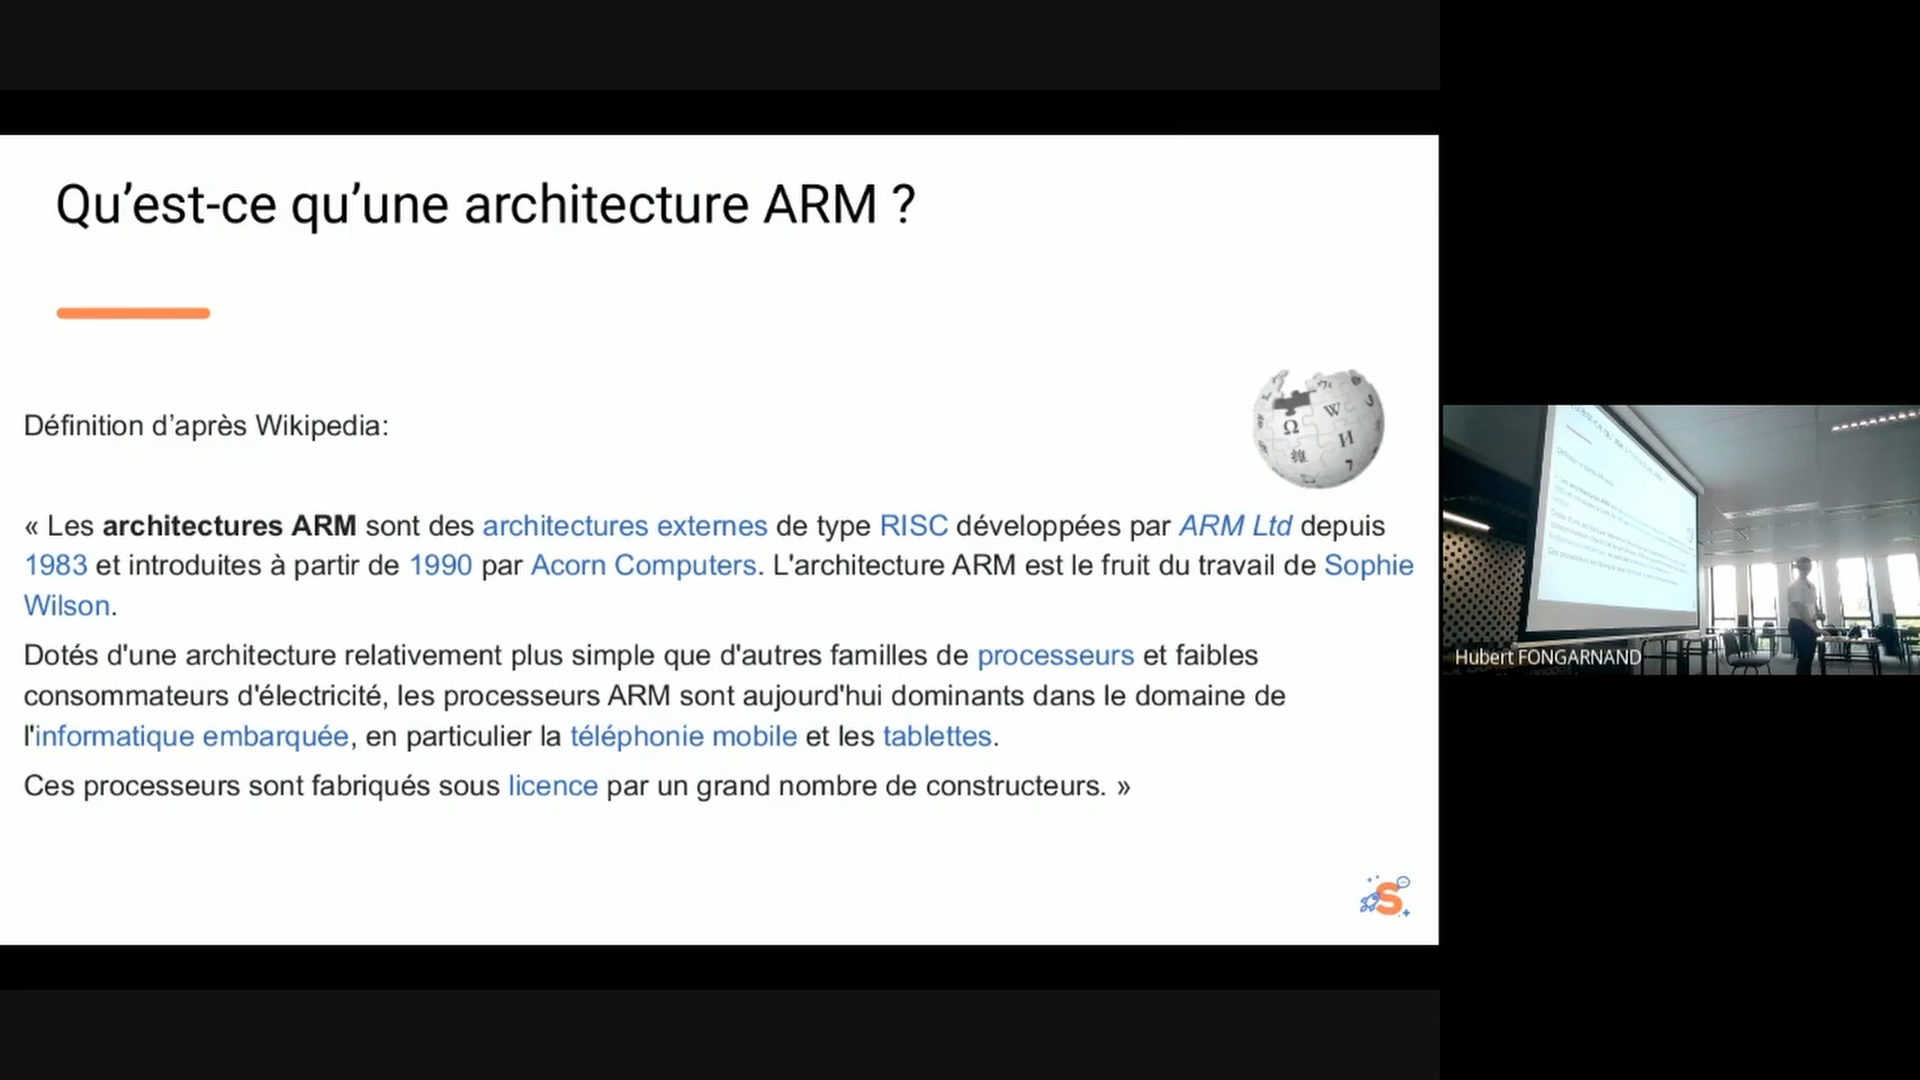 Qu’est-ce qu’une architecture ARM ?
Définition d’après Wikipedia:
« Les architectures ARM sont des architectures externes de type RISC développées par ARM Ltd depuis
1983 et introduites à partir de 1990 par Acorn Computers. L'architecture ARM est le fruit du travail de Sophie
Wilson.
Dotés d'une architecture relativement plus simple que d'autres familles de processeurs et faibles
consommateurs d'électricité, les processeurs ARM sont aujourd'hui dominants dans le domaine de
l'informatique embarquée, en particulier la téléphonie mobile et les tablettes.
Ces processeurs sont fabriqués sous licence par un grand nombre de constructeurs. »
Hubert FONGARNAND